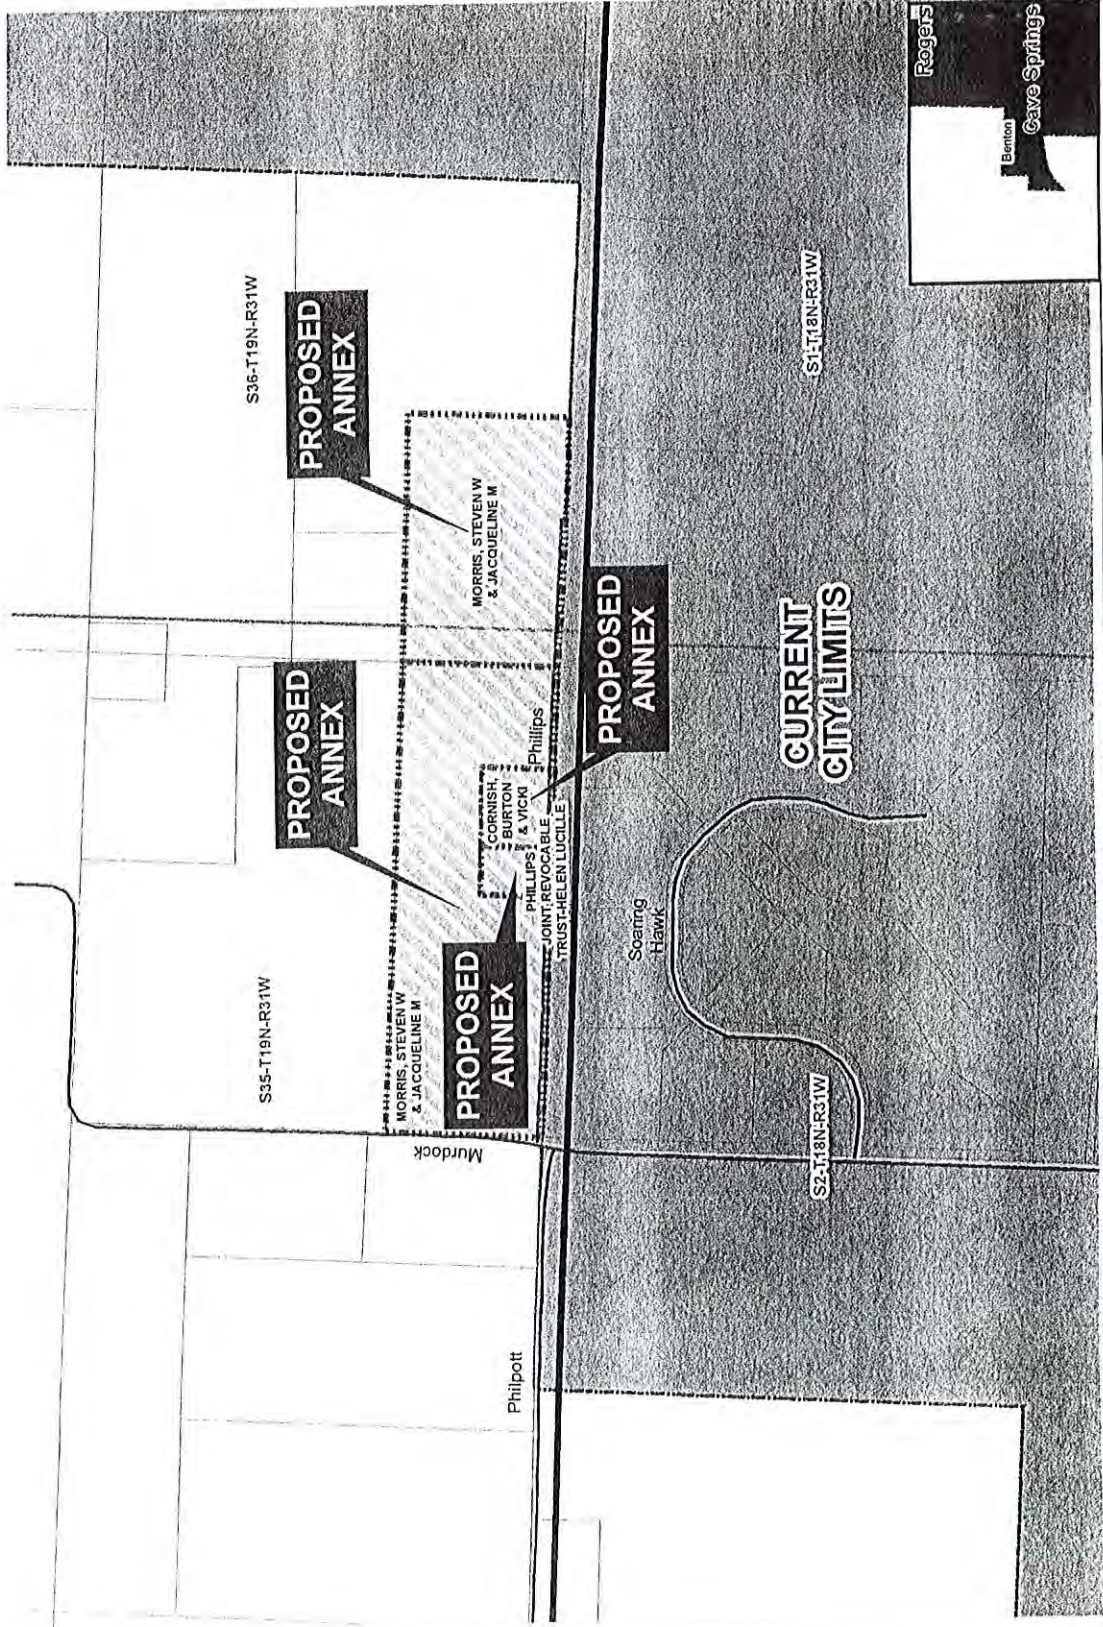 S36-T19N-R31W
PROPOSED
ANNEX
MORRIS, STEVEN W
& JACQUELINE M
PROPOSED
ANNEX
S35-T19N-R31W
MORRIS, STEVEN W
& JACQUELINE M
PROPOSED
ANNEX
CORNISH,
BURTON
& VICKI
Phillips
PHILLIPS
JOINT REVOCABLE
TRUST-HELEN LUCILLE
PROPOSED
ANNEX
Murdock
Philpott
Soaring
Hawk
CURRENT
CITY LIMITS
S2-T18N-R31W
S1-T18N-R31W
Rogers
Benton
Cave Springs